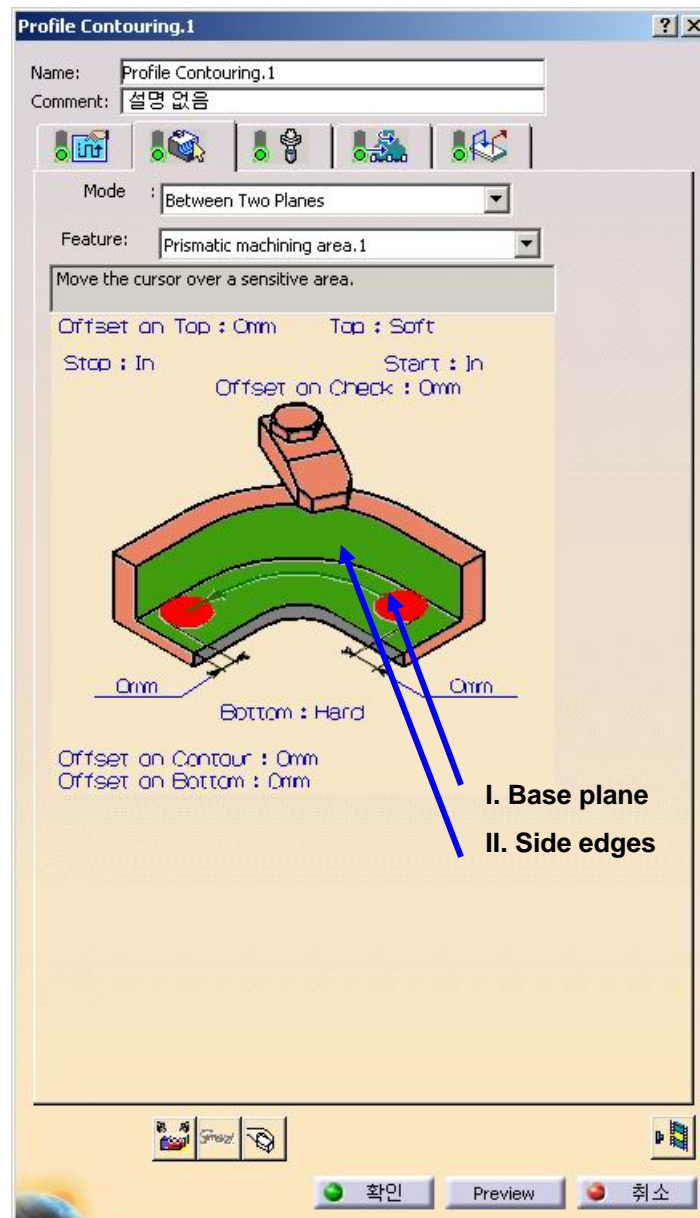 Profile Contouring.1
Name: Profile Contouring.1
Comment: 설명 없음
Mode : Between Two Planes
Feature: Prismatic machining area.1
Move the cursor over a sensitive area.
Offset on Top : 0mm Top : Soft
Stop : In Start : In
Offset on Check : 0mm
0mm 0mm
Bottom : Hard
Offset on Contour : 0mm
Offset on Bottom : 0mm
I. Base plane
II. Side edges
확인 Preview 취소